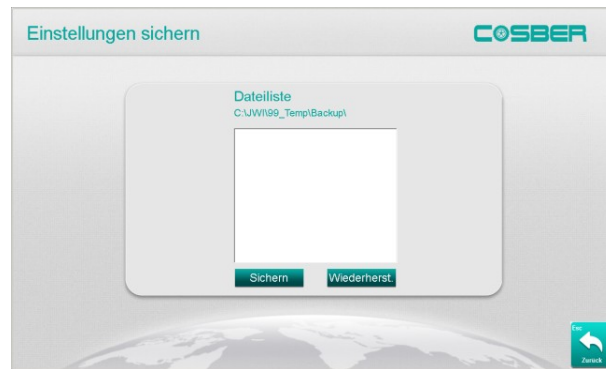 Einstellungen sichern
COSBER
Dateiliste
C:\JWI\99_Temp\Backup\
Sichern
Wiederherst.
Esc
Zurück